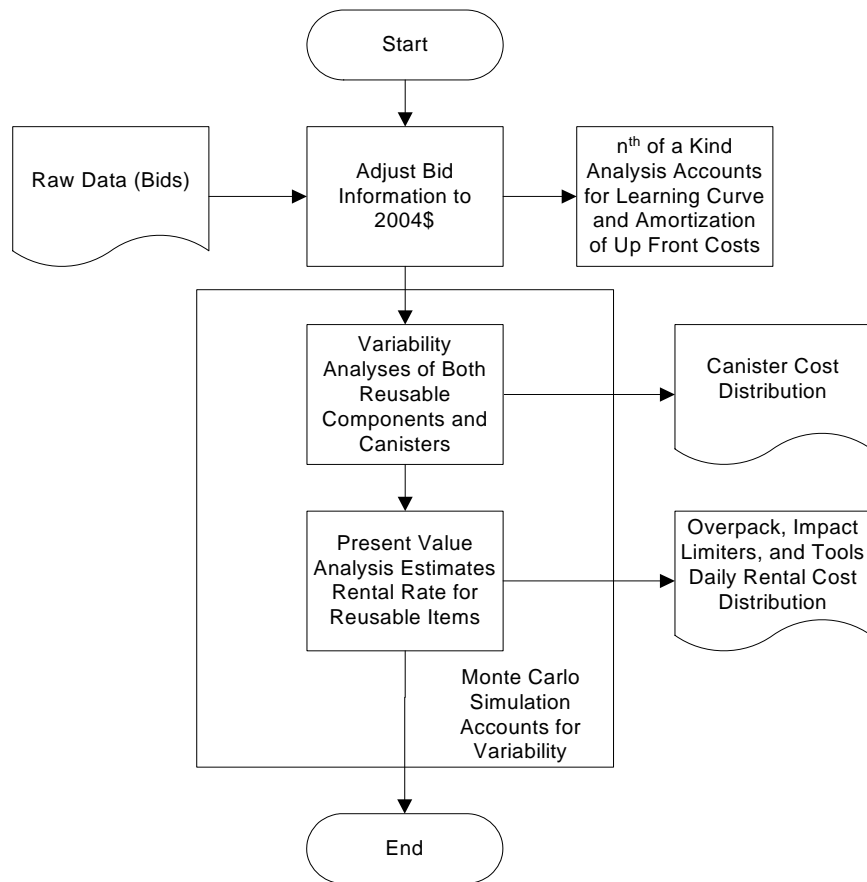 Start
Raw Data (Bids)
Adjust Bid
Information to
2004$
nth of a Kind
Analysis Accounts
for Learning Curve
and Amortization
of Up Front Costs
Variability
Analyses of Both
Reusable
Components and
Canisters
Canister Cost
Distribution
Present Value
Analysis Estimates
Rental Rate for
Reusable Items
Overpack, Impact
Limiters, and Tools
Daily Rental Cost
Distribution
Monte Carlo
Simulation
Accounts for
Variability
End